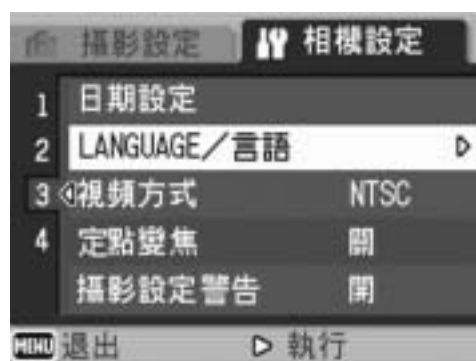 攝影設定 相機設定
1 日期設定
2 LANGUAGE／言語
3 視頻方式 NTSC
4 定點變焦 關
攝影設定警告 開
MENU 退出 執行